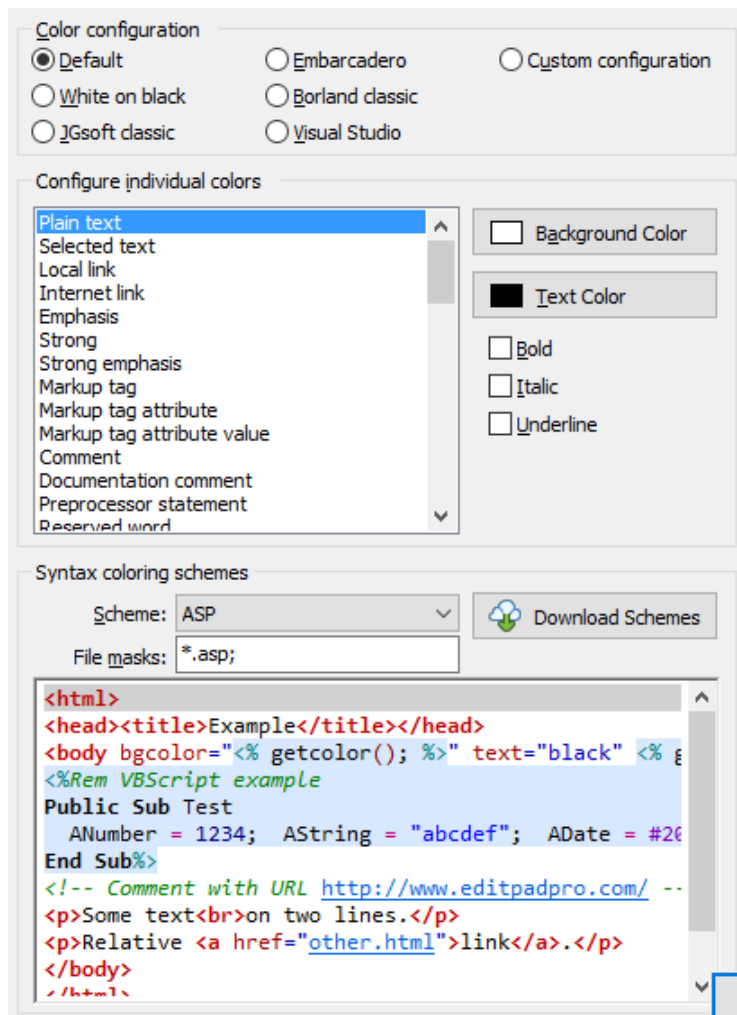 Color configuration
Default Embarcadero Custom configuration
White on black Borland classic
JGsoft classic Visual Studio
Configure individual colors
Plain text
Selected text
Local link
Internet link
Emphasis
Strong
Strong emphasis
Markup tag
Markup tag attribute
Markup tag attribute value
Comment
Documentation comment
Preprocessor statement
Reserved word
Background Color
Text Color
Bold
Italic
Underline
Syntax coloring schemes
Scheme: ASP Download Schemes
File masks: *.asp;
<html>
<head><title>Example</title></head>
<body bgcolor="<% getcolor(); %>" text="black" <% g
<%Rem VBScript example
Public Sub Test
ANumber = 1234; AString = "abcdef"; ADate = #20
End Sub%>
<!-- Comment with URL http://www.editpadpro.com/ --
<p>Some text<br>on two lines.</p>
<p>Relative <a href="other.html">link</a>.</p>
</body>
</html>